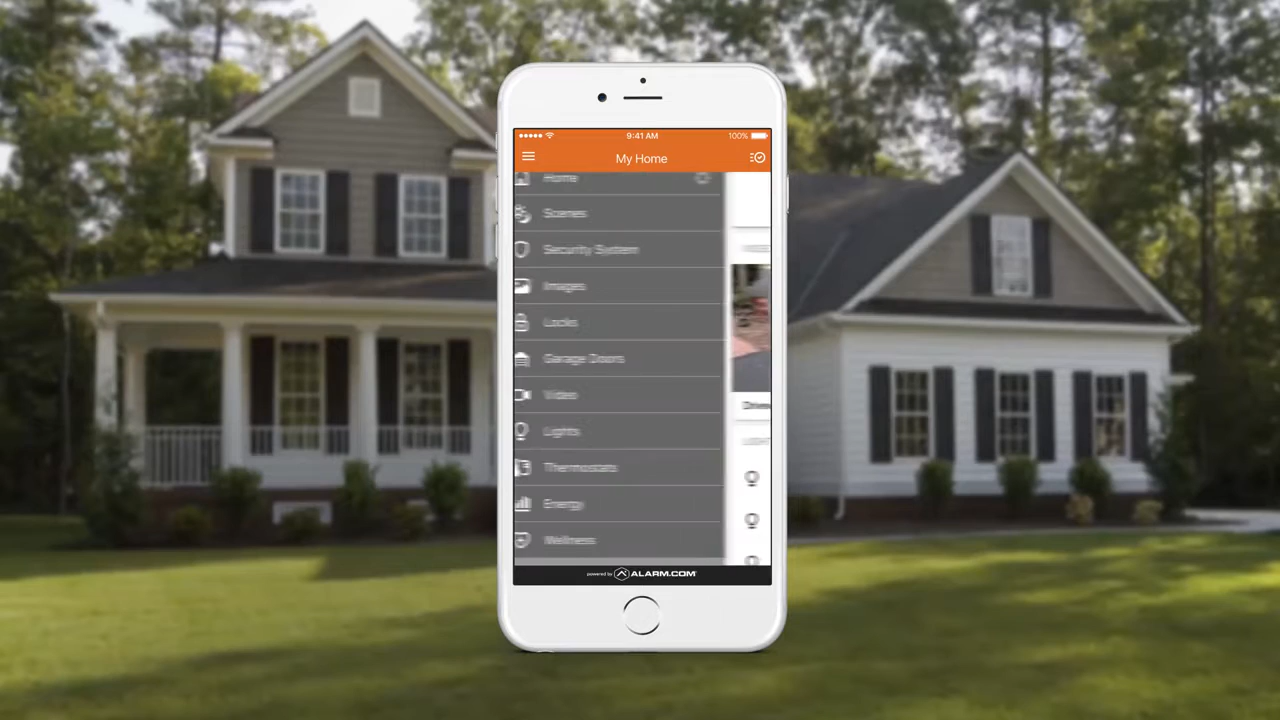 9:41 AM
100%
My Home
Home
Scenes
Security System
Images
Locks
Garage Doors
Video
Lights
Thermostats
Energy
Wellness
powered by ALARM.COM